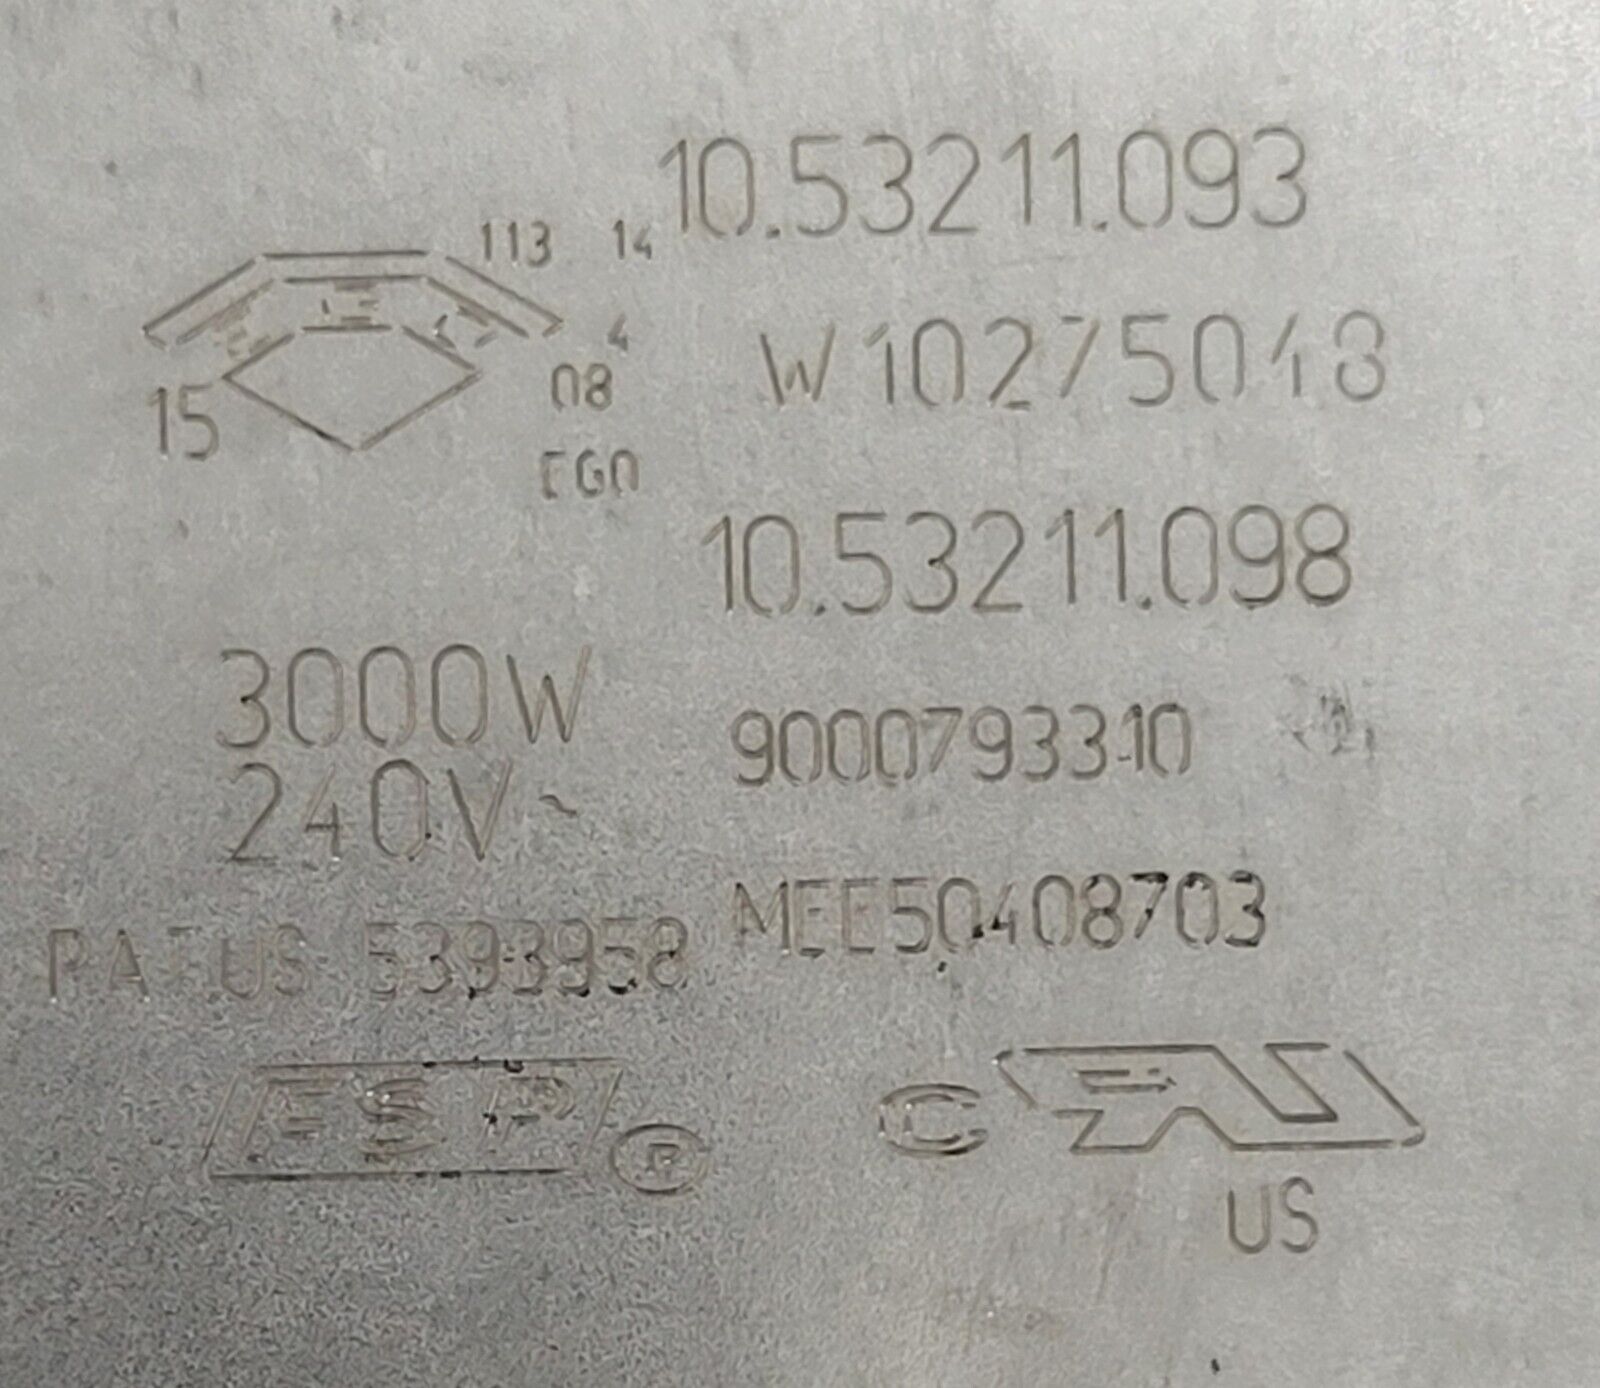 10.53211.093
113 14
4
W10275048
15
08
EGO
10.53211.098
3000W
9000793310
240V~
MEE50408703
PAT US 5393958
ESP ®
C UR
US